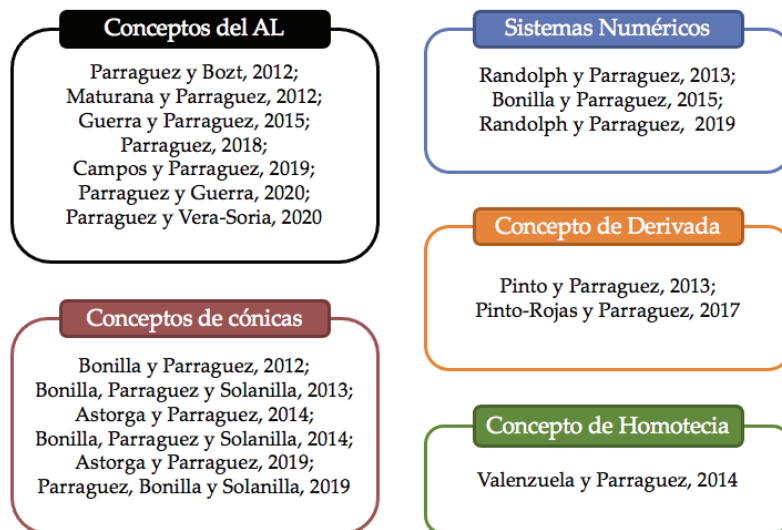 Conceptos del AL
Parraguez y Bozt, 2012;
Maturana y Parraguez, 2012;
Guerra y Parraguez, 2015;
Parraguez, 2018;
Campos y Parraguez, 2019;
Parraguez y Guerra, 2020;
Parraguez y Vera-Soria, 2020
Conceptos de cónicas
Bonilla y Parraguez, 2012;
Bonilla, Parraguez y Solanilla, 2013;
Astorga y Parraguez, 2014;
Bonilla, Parraguez y Solanilla, 2014;
Astorga y Parraguez, 2019;
Parraguez, Bonilla y Solanilla, 2019
Sistemas Numéricos
Randolph y Parraguez, 2013;
Bonilla y Parraguez, 2015;
Randolph y Parraguez, 2019
Concepto de Derivada
Pinto y Parraguez, 2013;
Pinto-Rojas y Parraguez, 2017
Concepto de Homotecia
Valenzuela y Parraguez, 2014